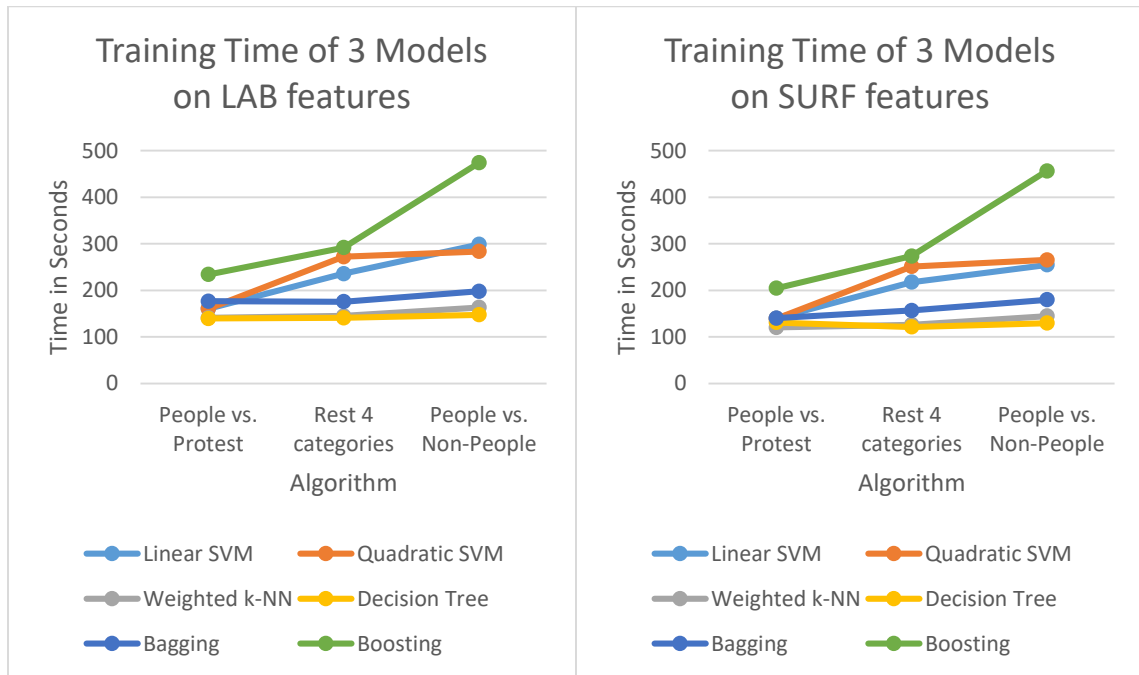 Training Time of 3 Models
on LAB features
Time in Seconds
500
400
300
200
100
0
People vs.
Protest
Rest 4
categories
People vs.
Non-People
Algorithm
Linear SVM
Quadratic SVM
Weighted k-NN
Decision Tree
Bagging
Boosting
Training Time of 3 Models
on SURF features
Time in Seconds
500
400
300
200
100
0
People vs.
Protest
Rest 4
categories
People vs.
Non-People
Algorithm
Linear SVM
Quadratic SVM
Weighted k-NN
Decision Tree
Bagging
Boosting